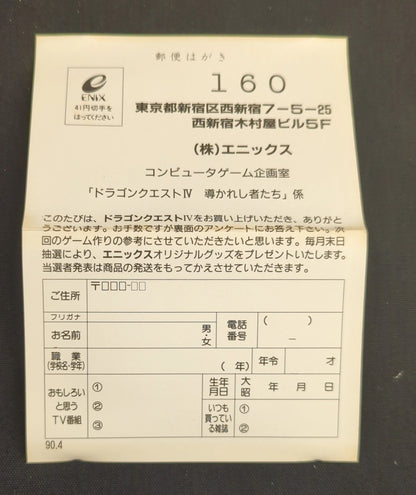 郵便はがき
ENIX
41円切手を
はってください
160
東京都新宿区西新宿7-5-25
西新宿木村屋ビル5F
(株)エニックス
コンピュータゲーム企画室
「ドラゴンクエストⅣ 導かれし者たち」係
このたびは、ドラゴンクエストⅣをお買い上げいただき、ありがと
うございます。お手数ですが裏面のアンケートにお答え下さい。次
回のゲーム作りの参考にさせていただきたいと思います。毎月末日
抽選により、エニックスオリジナルグッズをプレゼントいたします。
当選者発表は商品の発送をもってかえさせていただきます。
ご住所 〒□□□-□□
フリガナ
お名前 男・女 電話番号 ( ) -
職業(学校名・学年) (年) 年令 才
おもしろいと思うTV番組 ① ② ③
生年月日 大昭 年 月 日
いつも買っている雑誌 ① ②
90.4